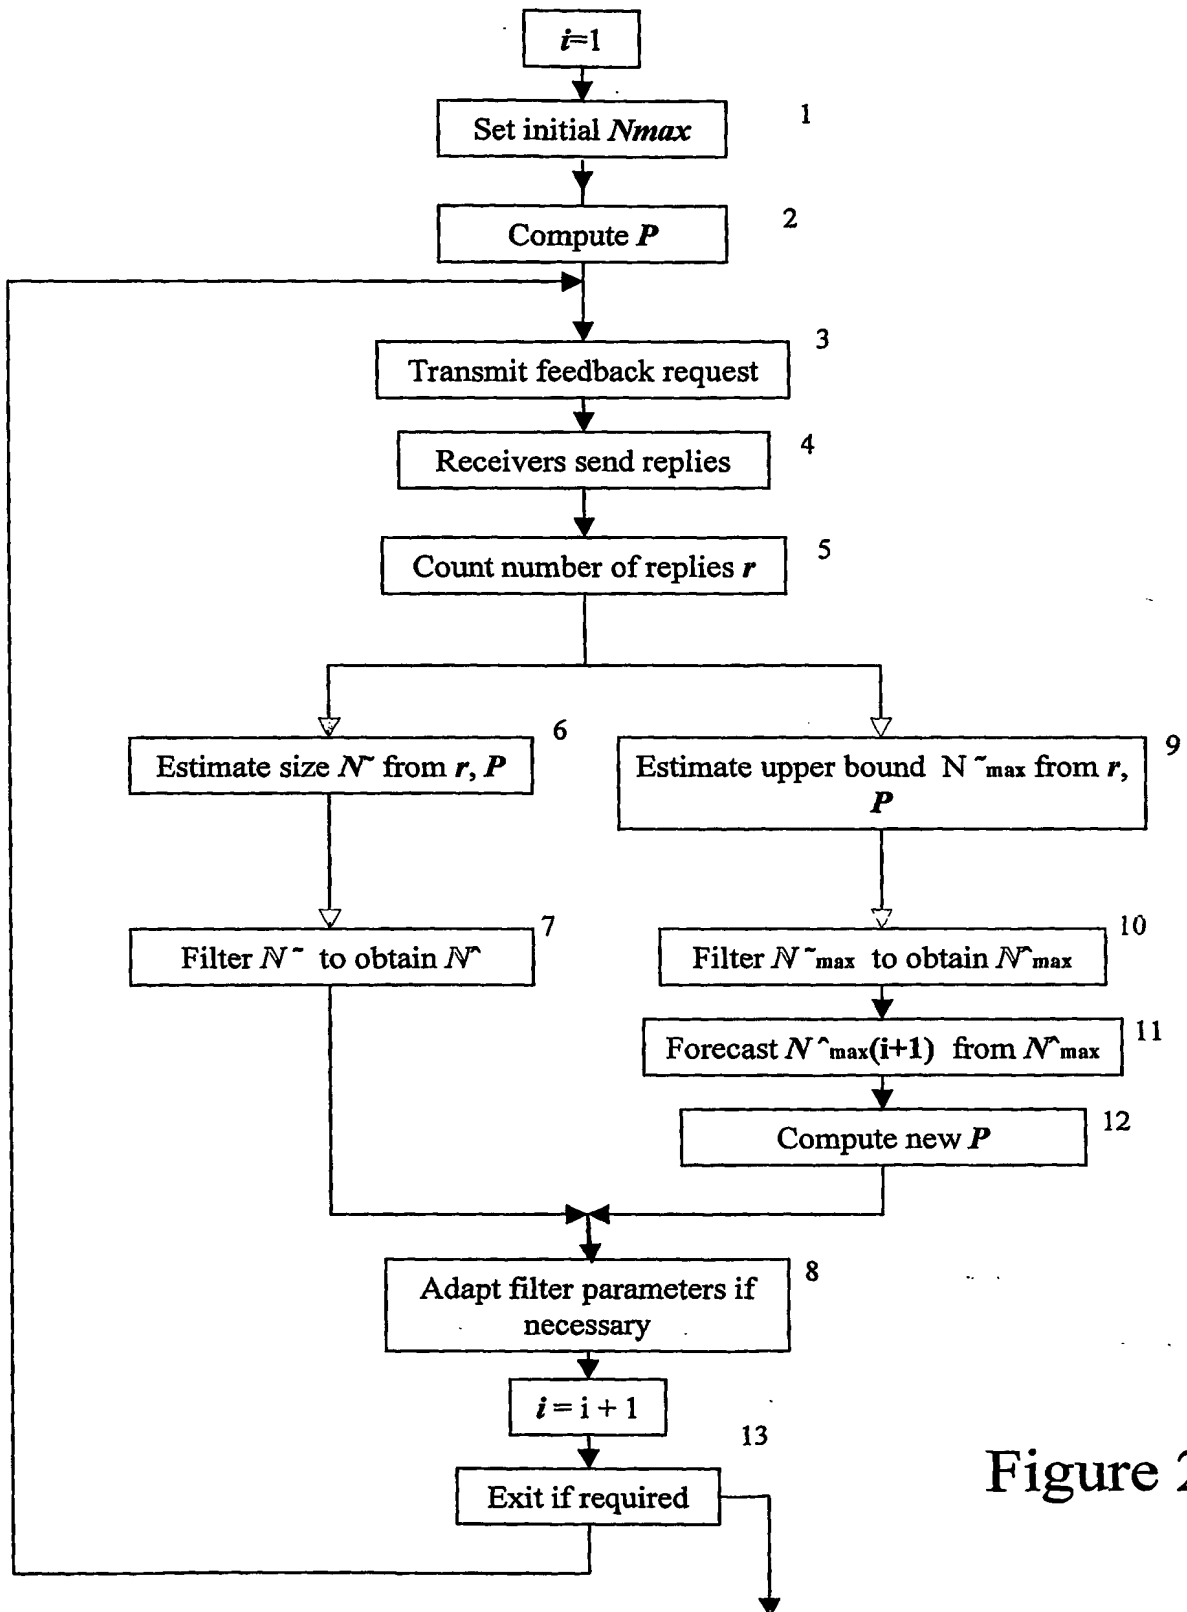 i=1
1
Set initial Nmax
2
Compute P
3
Transmit feedback request
4
Receivers send replies
5
Count number of replies r
6
Estimate size N~ from r, P
9
Estimate upper bound N ~max from r,
P
7
Filter N~ to obtain N^
10
Filter N~max to obtain N^max
11
Forecast N^max(i+1) from N^max
12
Compute new P
8
Adapt filter parameters if
necessary
i = i + 1
13
Exit if required
Figure 2